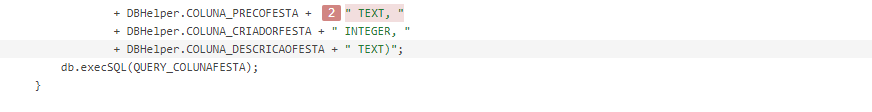 + DBHelper.COLUNA_PRECOFESTA + 2 " TEXT, "
+ DBHelper.COLUNA_CRIADORFESTA + " INTEGER, "
+ DBHelper.COLUNA_DESCRICAOFESTA + " TEXT)";
db.execSQL(QUERY_COLUNAFESTA);
}